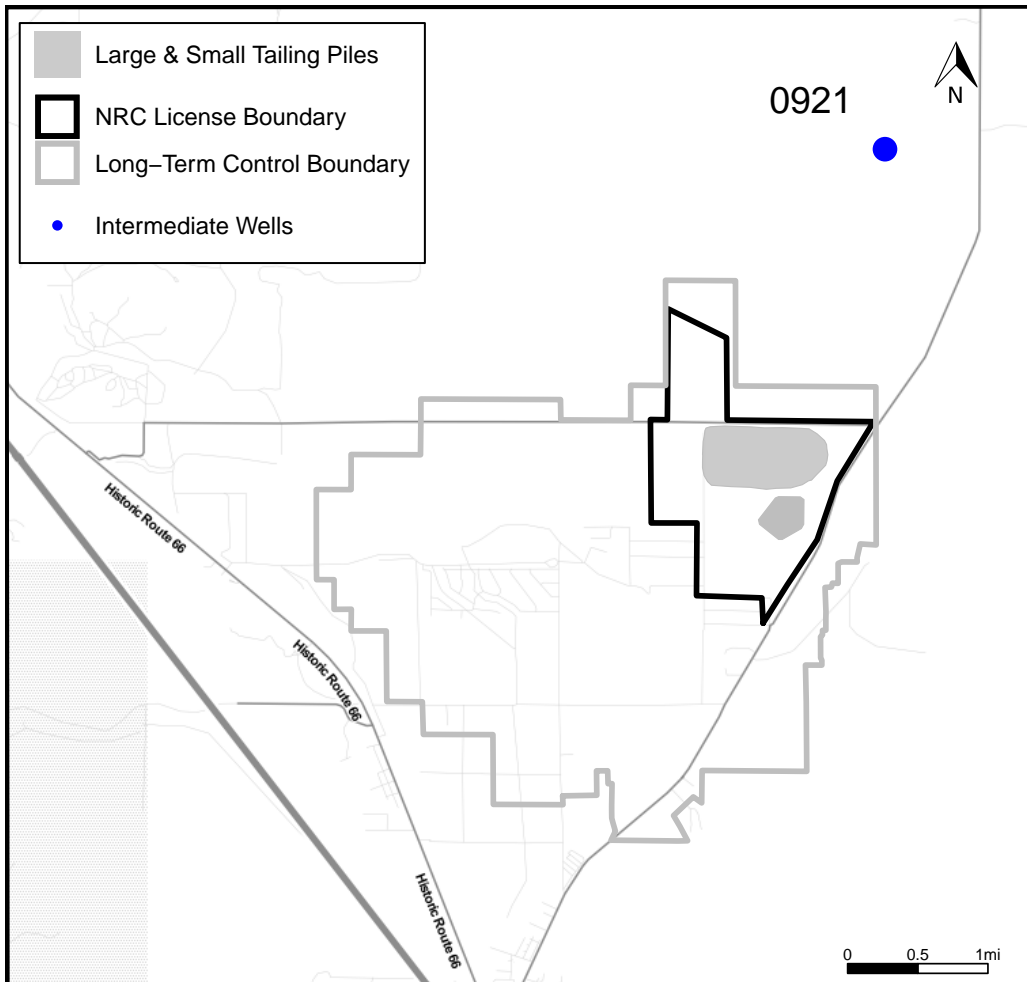 Large & Small Tailing Piles
NRC License Boundary
Long−Term Control Boundary
Intermediate Wells
0921
N
Historic Route 66
Historic Route 66
Historic Route 66
0 0.5 1mi